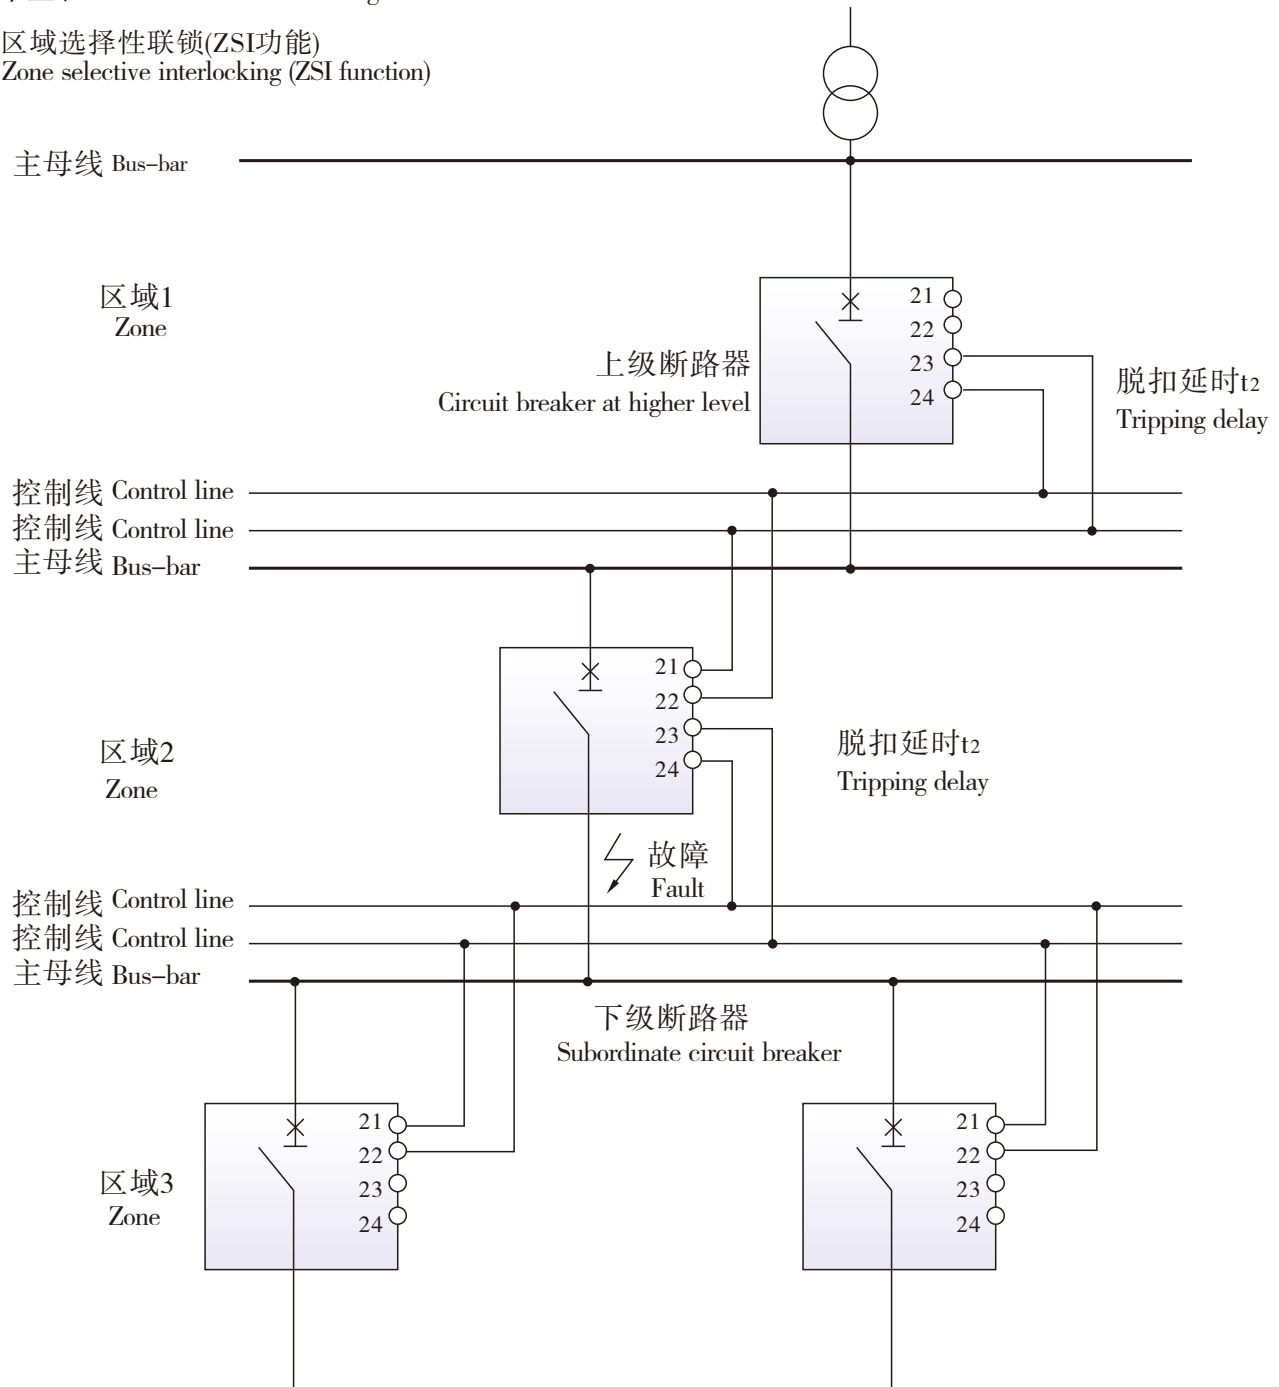 区域选择性联锁(ZSI功能)
Zone selective interlocking (ZSI function)
主母线 Bus–bar
区域1
Zone
21
22
23
24
上级断路器
Circuit breaker at higher level
脱扣延时t2
Tripping delay
控制线 Control line
控制线 Control line
主母线 Bus–bar
21
22
23
24
区域2
Zone
脱扣延时t2
Tripping delay
故障
Fault
控制线 Control line
控制线 Control line
主母线 Bus–bar
下级断路器
Subordinate circuit breaker
区域3
Zone
21
22
23
24
21
22
23
24